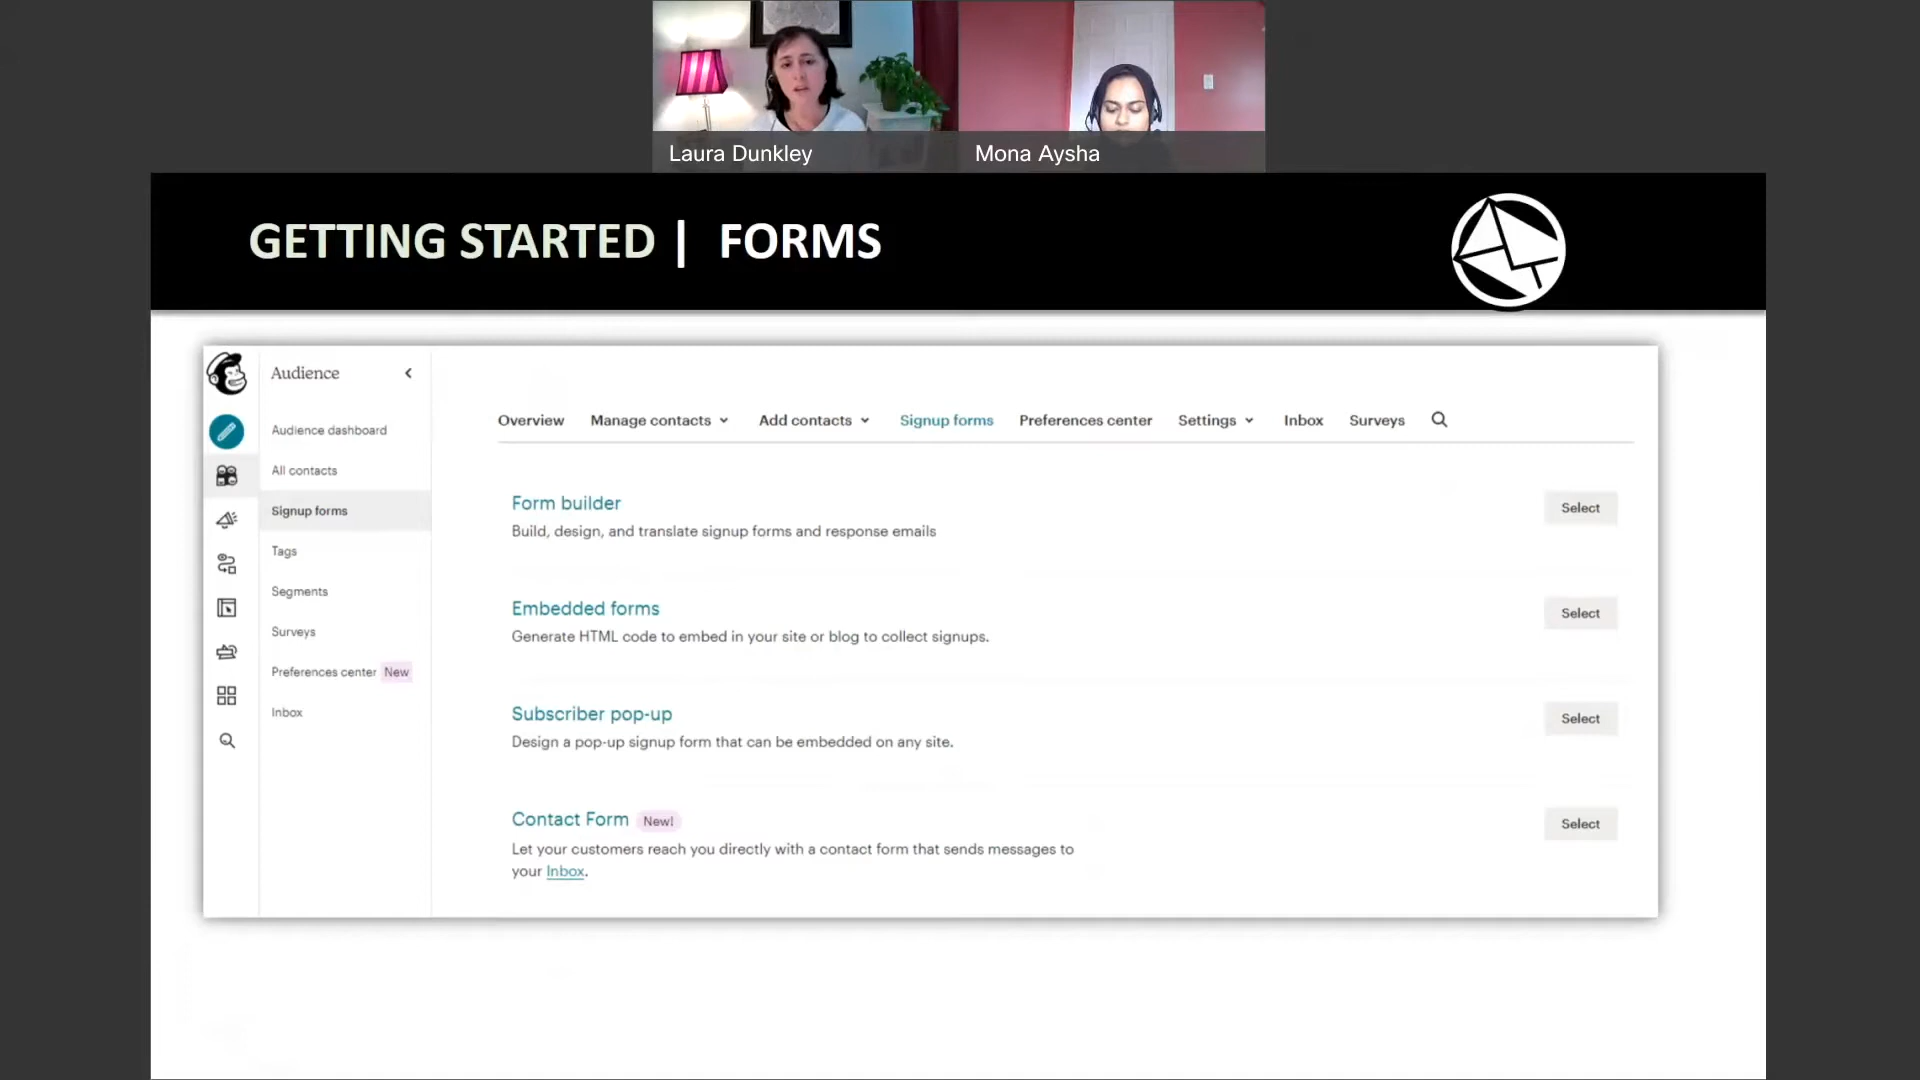 Laura Dunkley
Mona Aysha
GETTING STARTED | FORMS
Audience
Audience dashboard
All contacts
Signup forms
Tags
Segments
Surveys
Preferences center New
Inbox
Overview Manage contacts Add contacts Signup forms Preferences center Settings Inbox Surveys
Form builder
Build, design, and translate signup forms and response emails
Select
Embedded forms
Generate HTML code to embed in your site or blog to collect signups.
Select
Subscriber pop-up
Design a pop-up signup form that can be embedded on any site.
Select
Contact Form New!
Let your customers reach you directly with a contact form that sends messages to
your Inbox.
Select